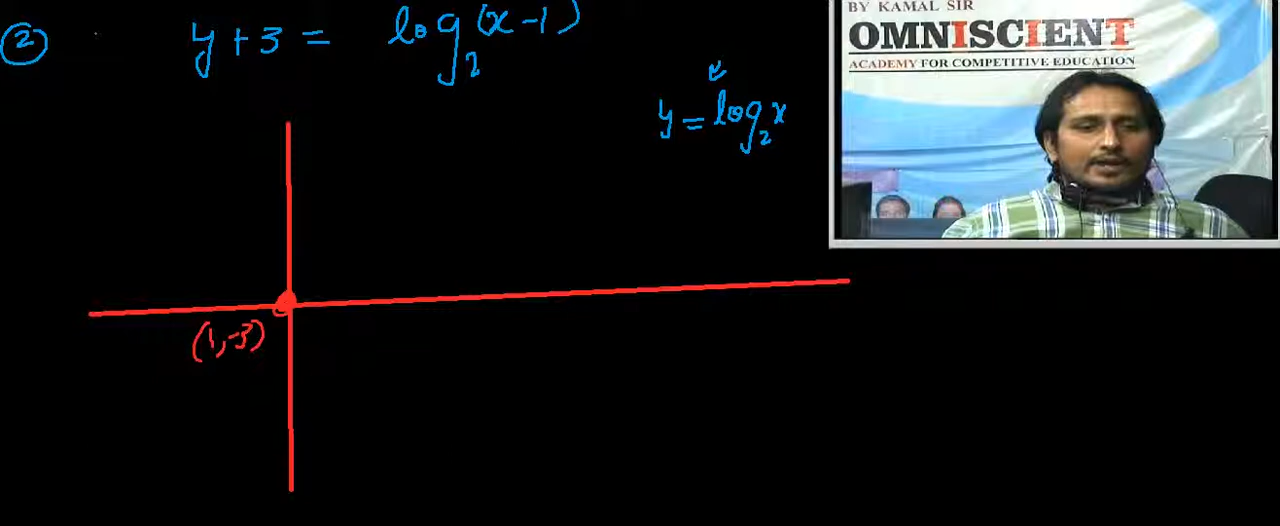 ② y + 3 = log₂(x - 1)
y = log₂x
(1, -3)
BY KAMAL SIR
OMNISCIENT
ACADEMY FOR COMPETITIVE EDUCATION